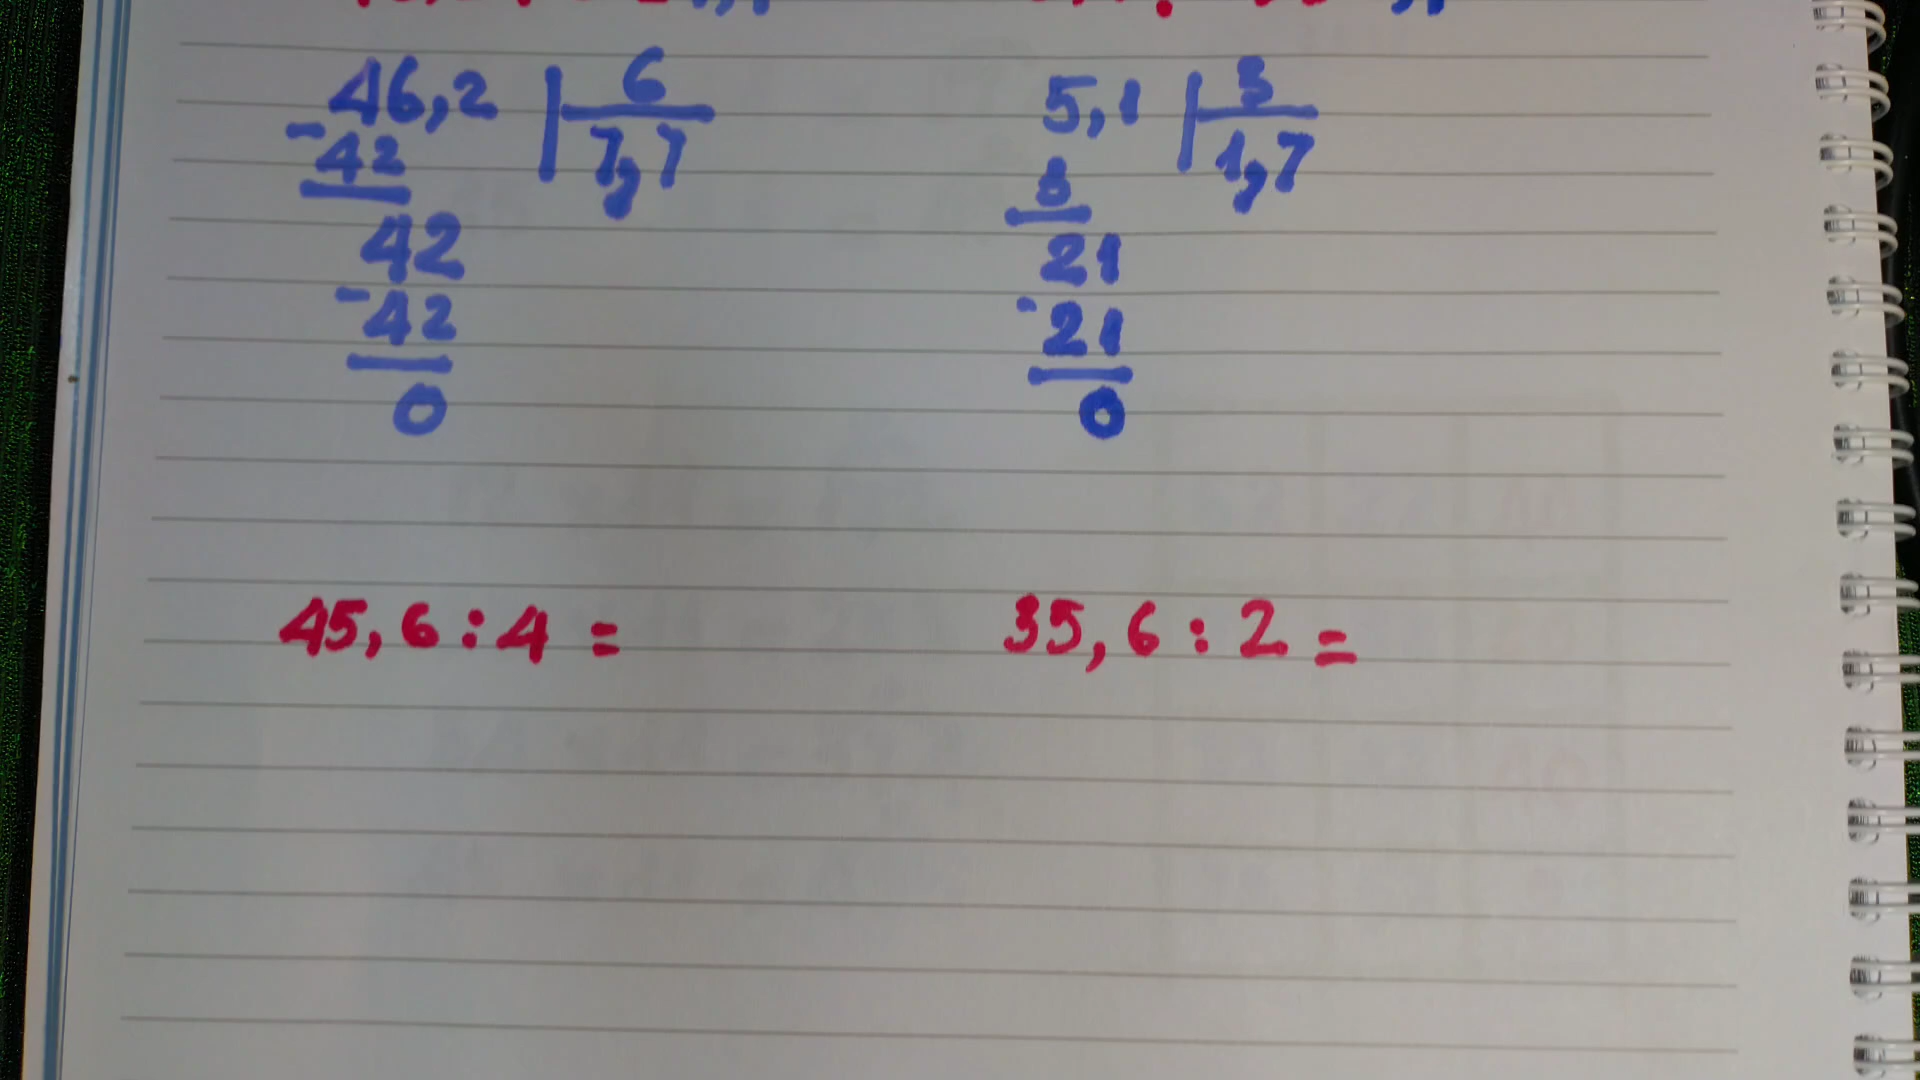 46,2 | 6
-42 7,7
42
-42
0
5,1 | 3
3 1,7
21
-21
0
45,6 : 4 =
35,6 : 2 =